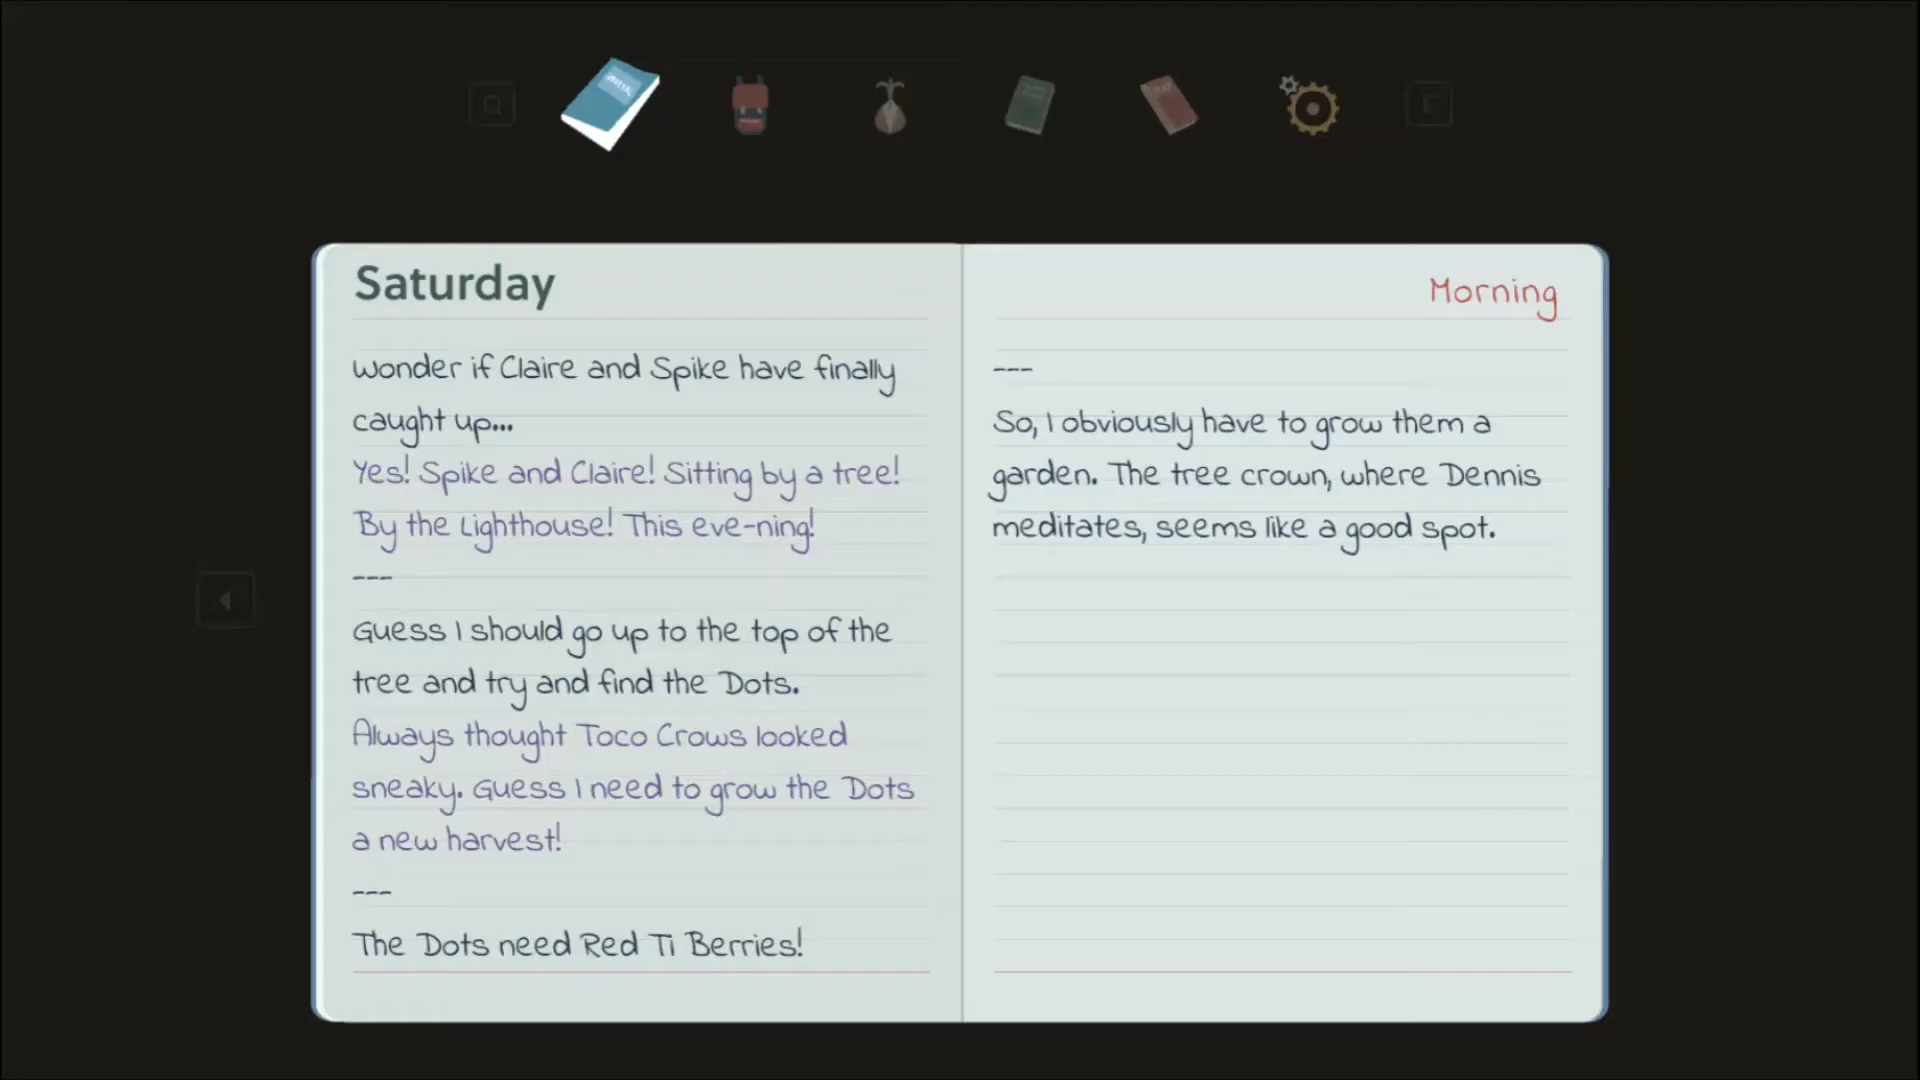 Q
E
Saturday
Morning
wonder if Claire and Spike have finally
caught up...
Yes! Spike and Claire! Sitting by a tree!
By the Lighthouse! This eve-ning!
---
Guess I should go up to the top of the
tree and try and find the Dots.
Always thought Toco Crows looked
sneaky. Guess I need to grow the Dots
a new harvest!
---
The Dots need Red Ti Berries!
---
So, I obviously have to grow them a
garden. The tree crown, where Dennis
meditates, seems like a good spot.